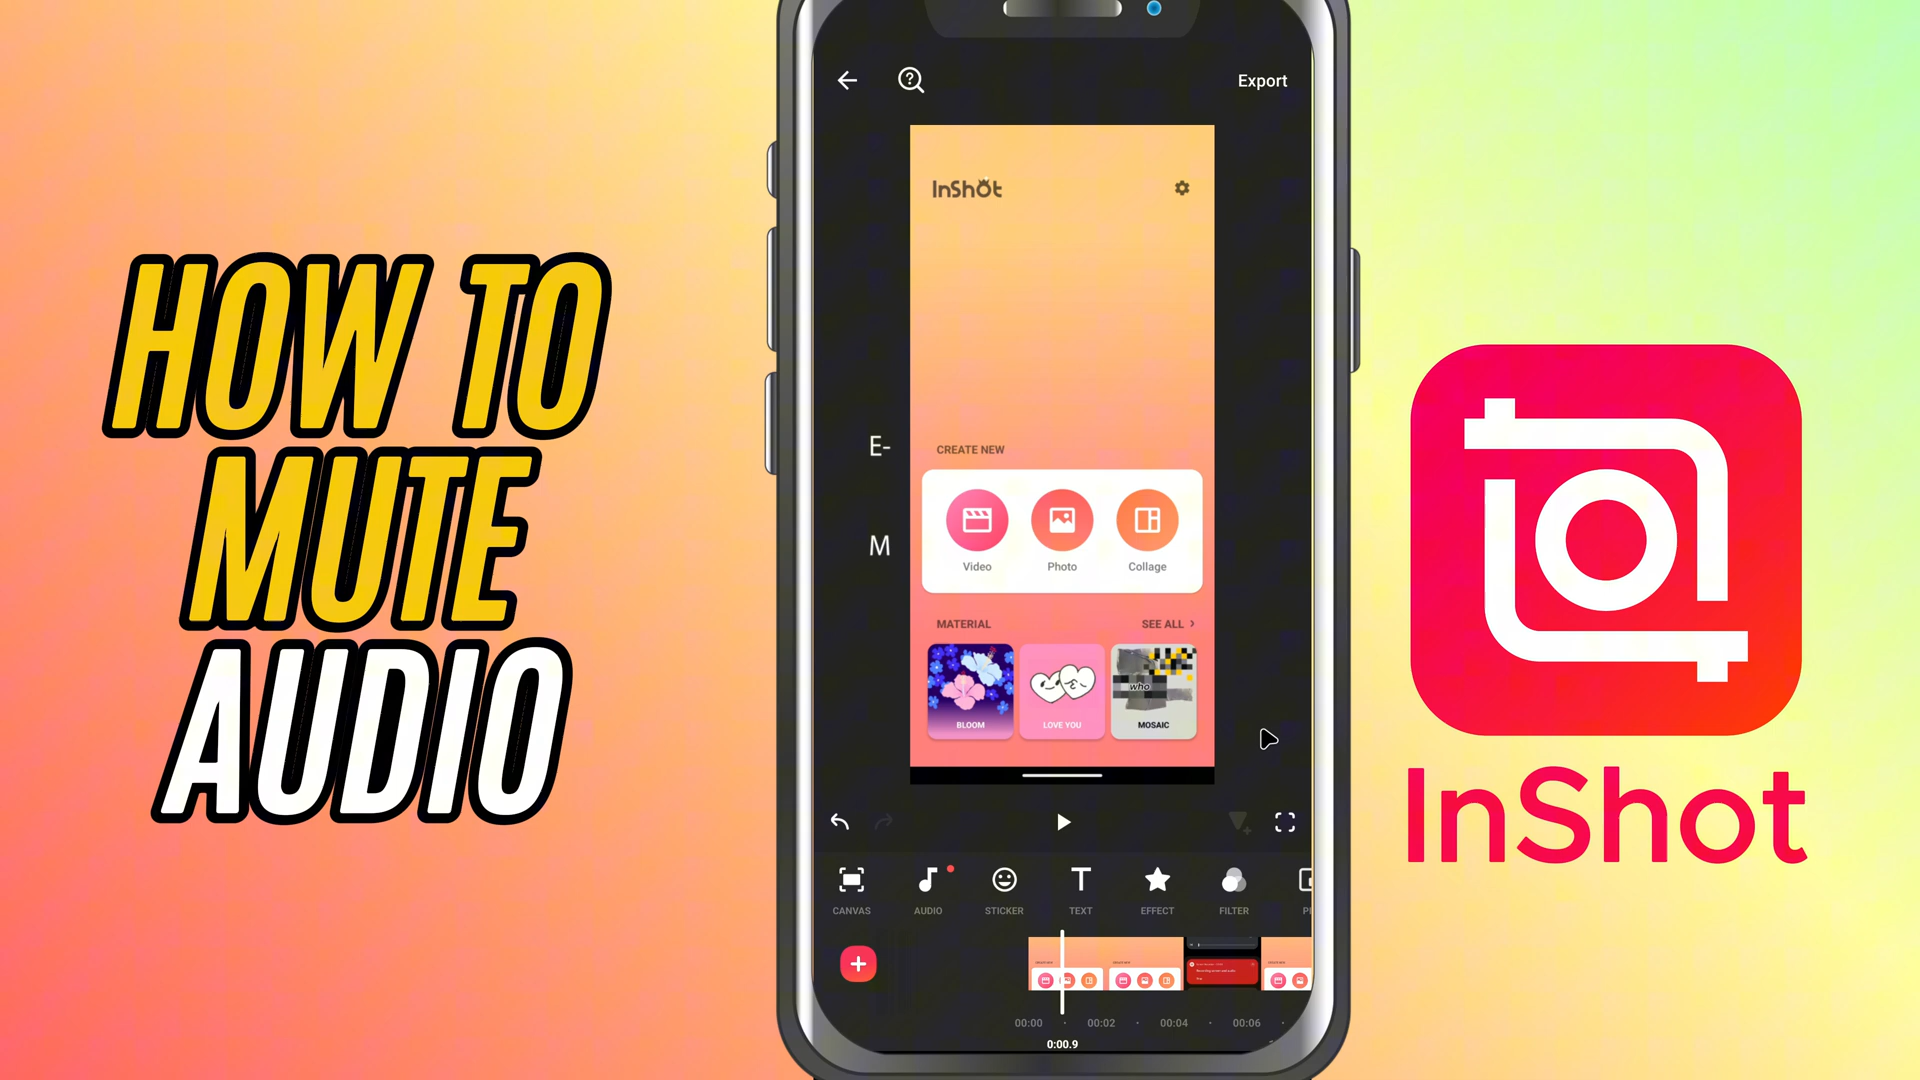 HOW TO
MUTE
AUDIO
Export
InShot
E-
M
CREATE NEW
Video
Photo
Collage
MATERIAL
SEE ALL >
BLOOM
LOVE YOU
who
MOSAIC
CANVAS
AUDIO
STICKER
TEXT
EFFECT
FILTER
00:00
00:02
00:04
00:06
0:00.9
InShot